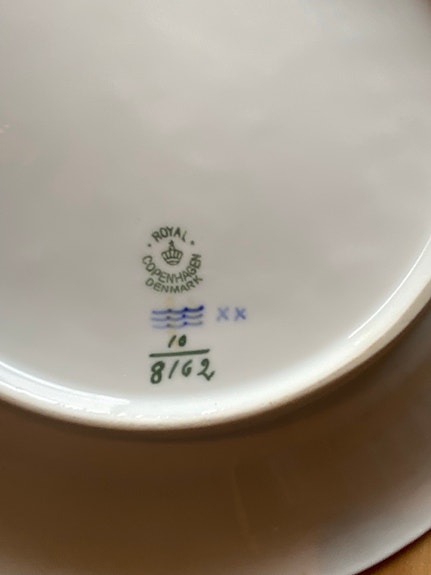 ROYAL
COPENHAGEN
DENMARK
xx
10
8162